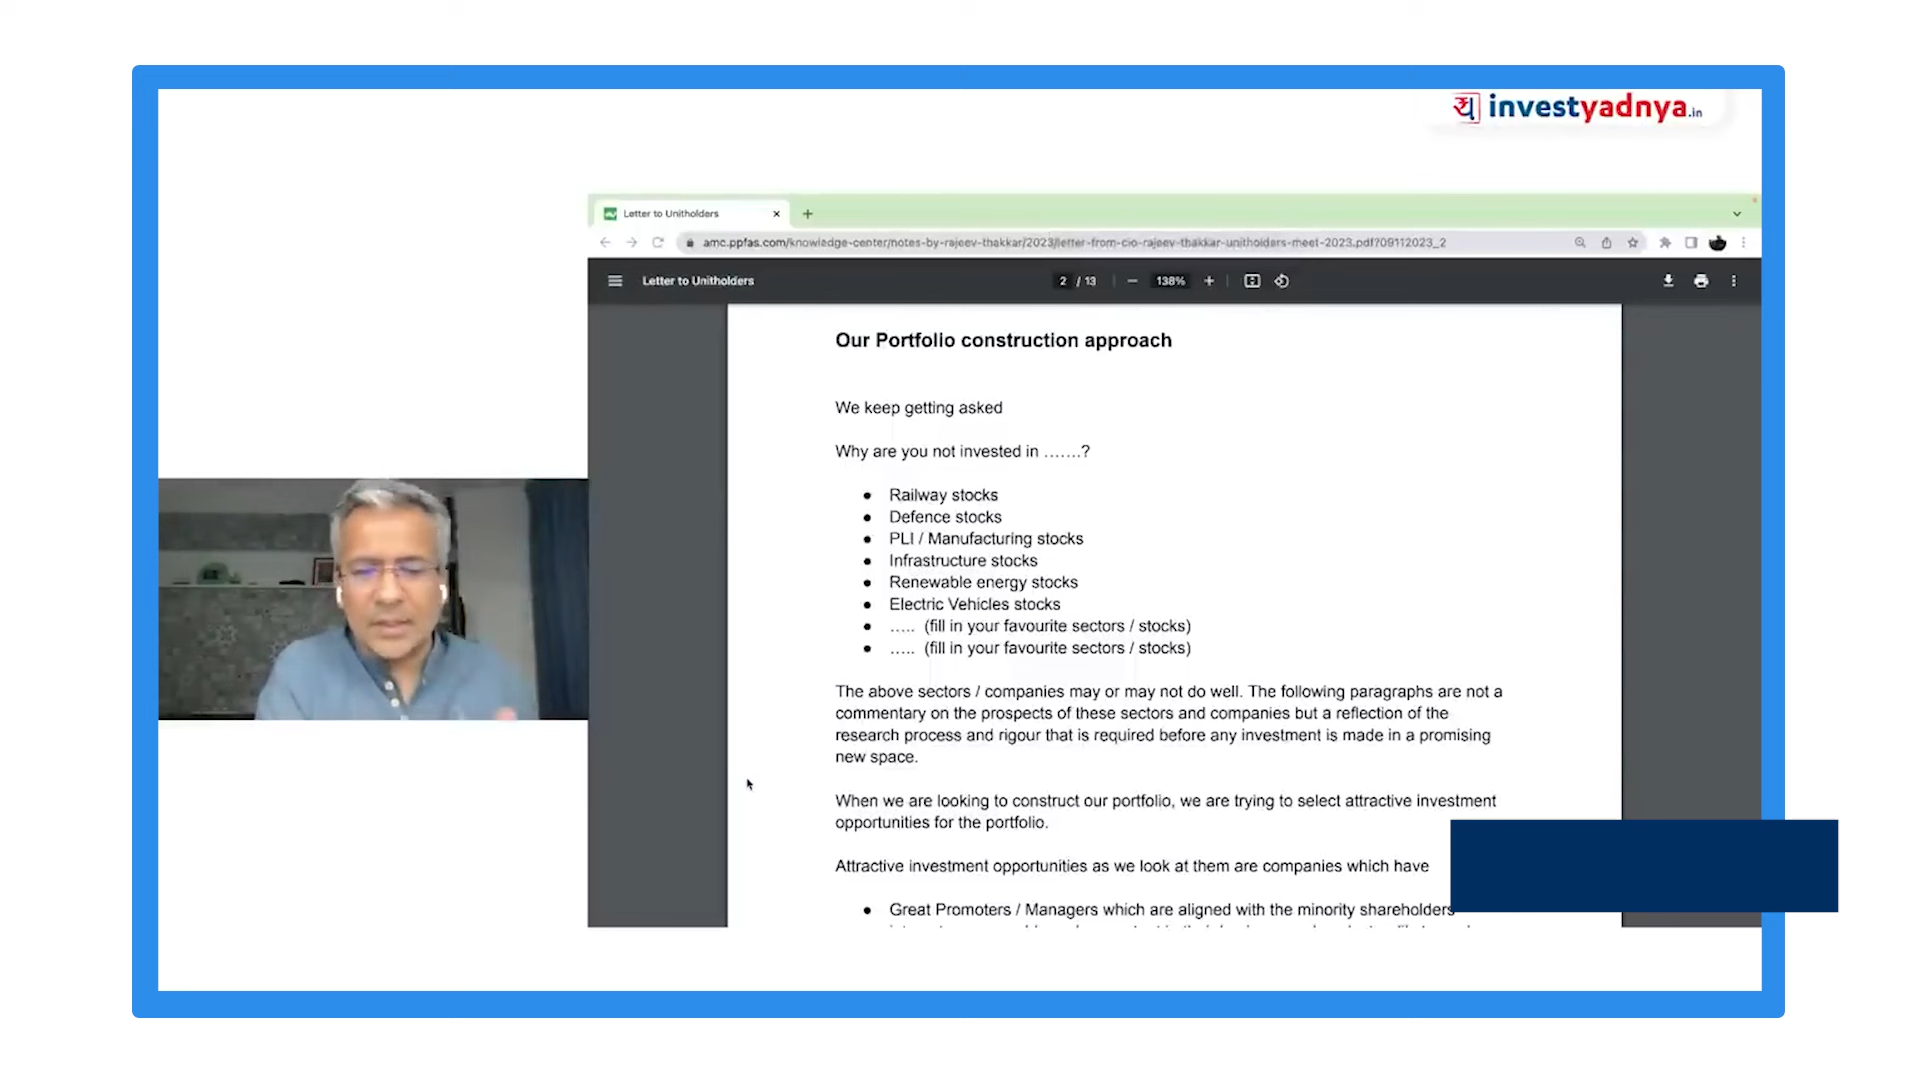 investyadnya.in
Letter to Unitholders
amc.ppfas.com/knowledge-center/notes-by-rajeev-thakkar/2023/letter-from-cio-rajeev-thakkar-unitholders-meet-2023.pdf?09112023_2
Letter to Unitholders 2 / 13 — 138% +
Our Portfolio construction approach
We keep getting asked
Why are you not invested in …….?
● Railway stocks
● Defence stocks
● PLI / Manufacturing stocks
● Infrastructure stocks
● Renewable energy stocks
● Electric Vehicles stocks
● ….. (fill in your favourite sectors / stocks)
● ….. (fill in your favourite sectors / stocks)
The above sectors / companies may or may not do well. The following paragraphs are not a
commentary on the prospects of these sectors and companies but a reflection of the
research process and rigour that is required before any investment is made in a promising
new space.
When we are looking to construct our portfolio, we are trying to select attractive investment
opportunities for the portfolio.
Attractive investment opportunities as we look at them are companies which have
● Great Promoters / Managers which are aligned with the minority shareholders